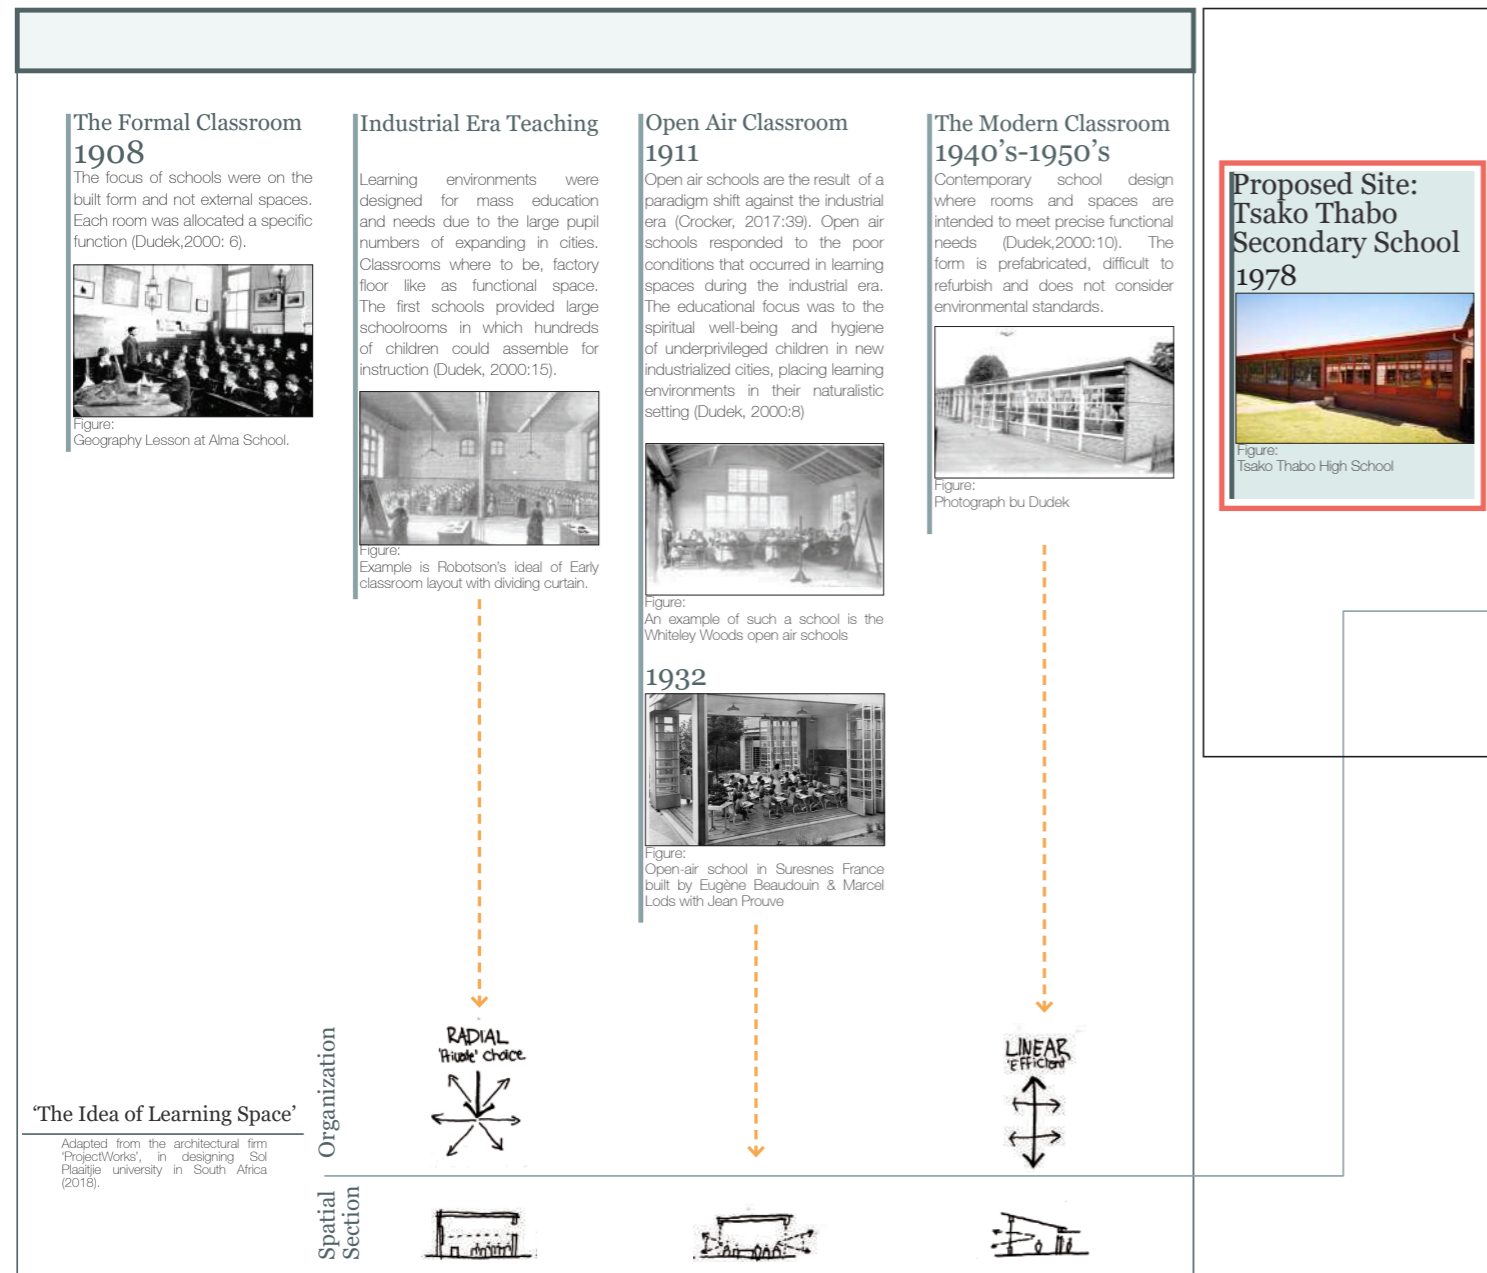 The Formal Classroom
1908
The focus of schools were on the
built form and not external spaces.
Each room was allocated a specific
function (Dudek,2000: 6).
Figure:
Geography Lesson at Alma School.
Industrial Era Teaching
Learning environments were
designed for mass education
and needs due to the large pupil
numbers of expanding in cities.
Classrooms where to be, factory
floor like as functional space.
The first schools provided large
schoolrooms in which hundreds
of children could assemble for
instruction (Dudek, 2000:15).
Figure:
Example is Robotson's ideal of Early
classroom layout with dividing curtain.
Open Air Classroom
1911
Open air schools are the result of a
paradigm shift against the industrial
era (Crocker, 2017:39). Open air
schools responded to the poor
conditions that occurred in learning
spaces during the industrial era.
The educational focus was to the
spiritual well-being and hygiene
of underprivileged children in new
industrialized cities, placing learning
environments in their naturalistic
setting (Dudek, 2000:8)
Figure:
An example of such a school is the
Whiteley Woods open air schools
1932
Figure:
Open-air school in Suresnes France
built by Eugène Beaudouin & Marcel
Lods with Jean Prouve
The Modern Classroom
1940's-1950's
Contemporary school design
where rooms and spaces are
intended to meet precise functional
needs (Dudek,2000:10). The
form is prefabricated, difficult to
refurbish and does not consider
environmental standards.
Figure:
Photograph bu Dudek
Proposed Site:
Tsako Thabo
Secondary School
1978
Figure:
Tsako Thabo High School
'The Idea of Learning Space'
Adapted from the architectural firm
'ProjectWorks', in designing Sol
Plaaitjie university in South Africa
(2018).
Organization
RADIAL
'Private' choice
LINEAR
'Efficient
Spatial
Section